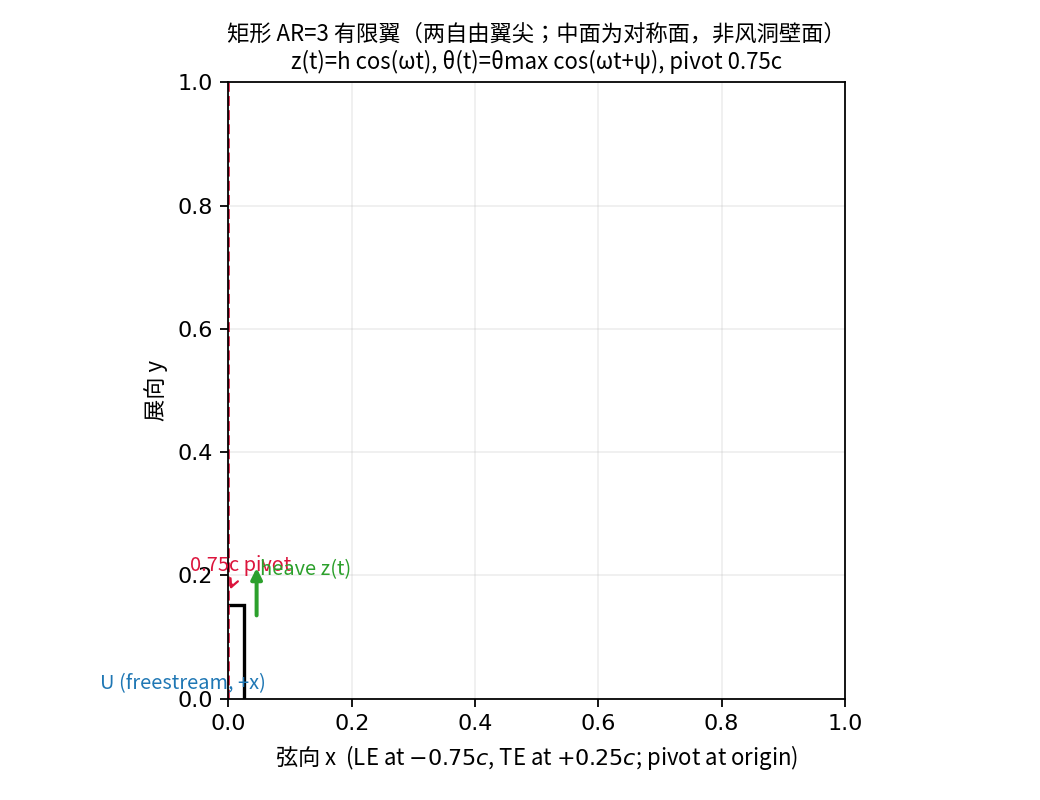 矩形 AR=3 有限翼（两自由翼尖；中面为对称面，非风洞壁面）
z(t)=h cos(ωt), θ(t)=θmax cos(ωt+ψ), pivot 0.75c
1.0
0.8
0.6
展向 y
0.4
0.75c pivot
heave z(t)
0.2
U (freestream, +x)
0.0
0.0 0.2 0.4 0.6 0.8 1.0
弦向 x (LE at −0.75c, TE at +0.25c; pivot at origin)